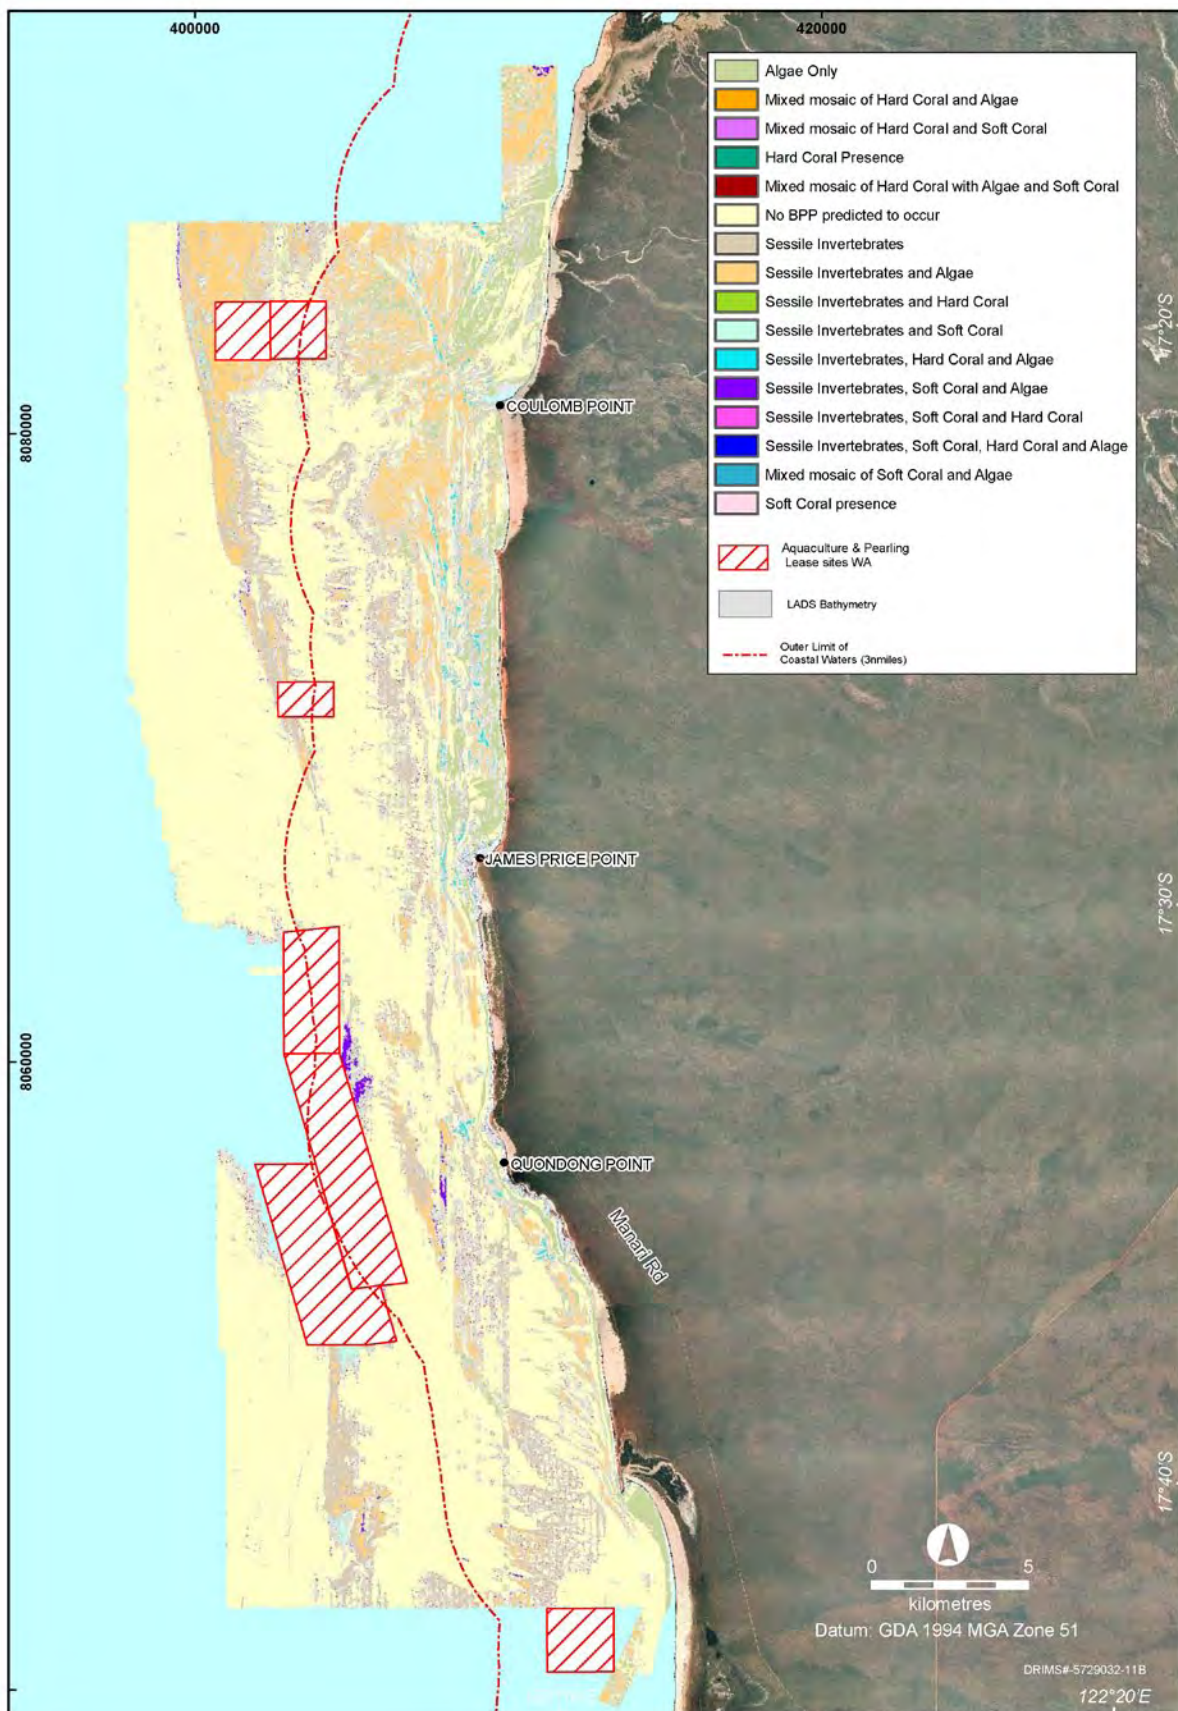 400000
420000
Algae Only
Mixed mosaic of Hard Coral and Algae
Mixed mosaic of Hard Coral and Soft Coral
Hard Coral Presence
Mixed mosaic of Hard Coral with Algae and Soft Coral
No BPP predicted to occur
Sessile Invertebrates
Sessile Invertebrates and Algae
Sessile Invertebrates and Hard Coral
Sessile Invertebrates and Soft Coral
Sessile Invertebrates, Hard Coral and Algae
Sessile Invertebrates, Soft Coral and Algae
Sessile Invertebrates, Soft Coral and Hard Coral
Sessile Invertebrates, Soft Coral, Hard Coral and Alage
Mixed mosaic of Soft Coral and Algae
Soft Coral presence
Aquaculture & Pearling
Lease sites WA
LADS Bathymetry
Outer Limit of
Coastal Waters (3nmiles)
17°20'S
COULOMB POINT
8080000
JAMES PRICE POINT
17°30'S
8060000
QUONDONG POINT
Manari Rd
17°40'S
0 5
kilometres
Datum: GDA 1994 MGA Zone 51
DRIMS#-5729032-11B
122°20'E